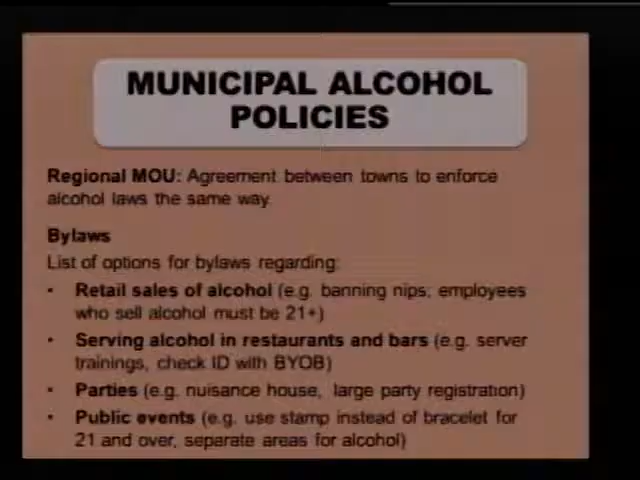 MUNICIPAL ALCOHOL
POLICIES
Regional MOU: Agreement between towns to enforce
alcohol laws the same way
Bylaws
List of options for bylaws regarding:
• Retail sales of alcohol (e.g. banning nips, employees
who sell alcohol must be 21+)
• Serving alcohol in restaurants and bars (e.g. server
trainings, check ID with BYOB)
• Parties (e.g. nuisance house, large party registration)
• Public events (e.g. use stamp instead of bracelet for
21 and over, separate areas for alcohol)